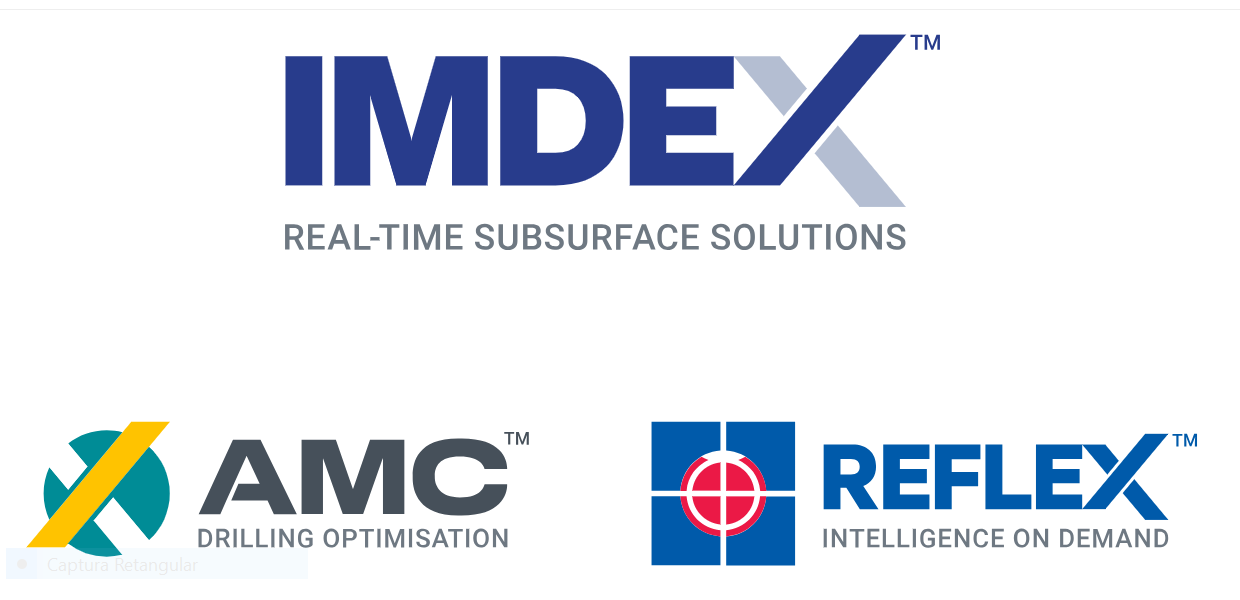 IMDEX™
REAL-TIME SUBSURFACE SOLUTIONS
AMC™
DRILLING OPTIMISATION
REFLEX™
INTELLIGENCE ON DEMAND
Captura Retangular